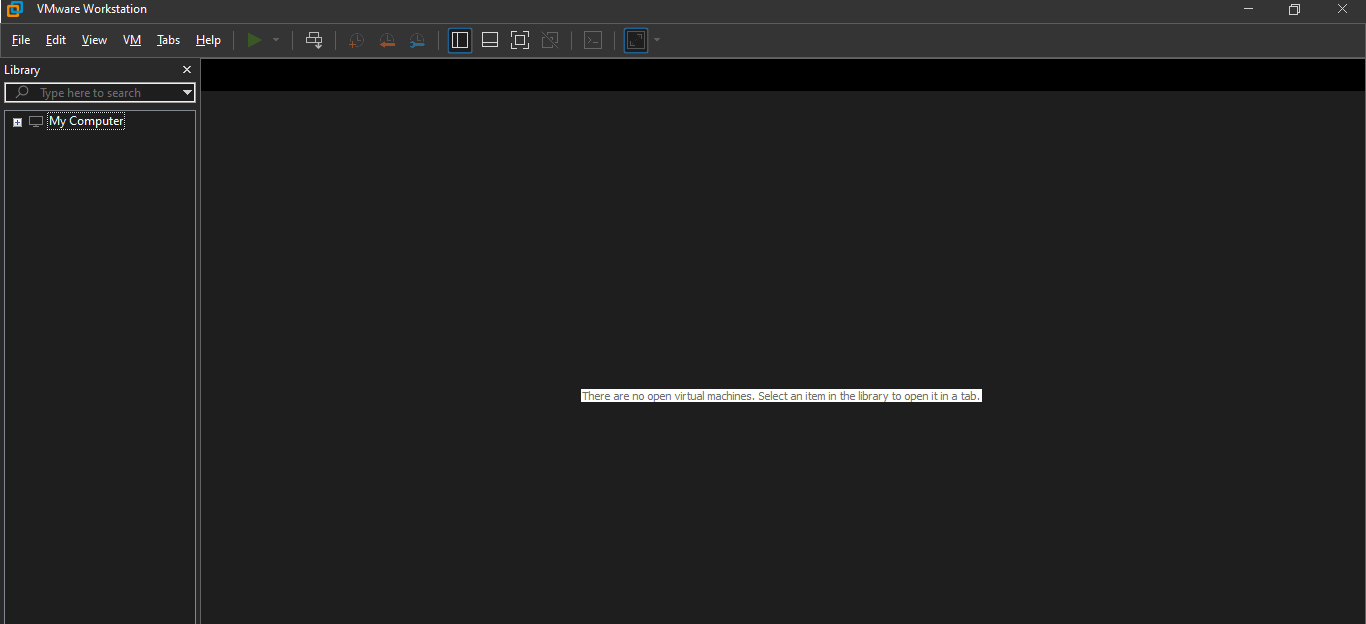 VMware Workstation
File Edit View VM Tabs Help
Library
Type here to search
My Computer
There are no open virtual machines. Select an item in the library to open it in a tab.